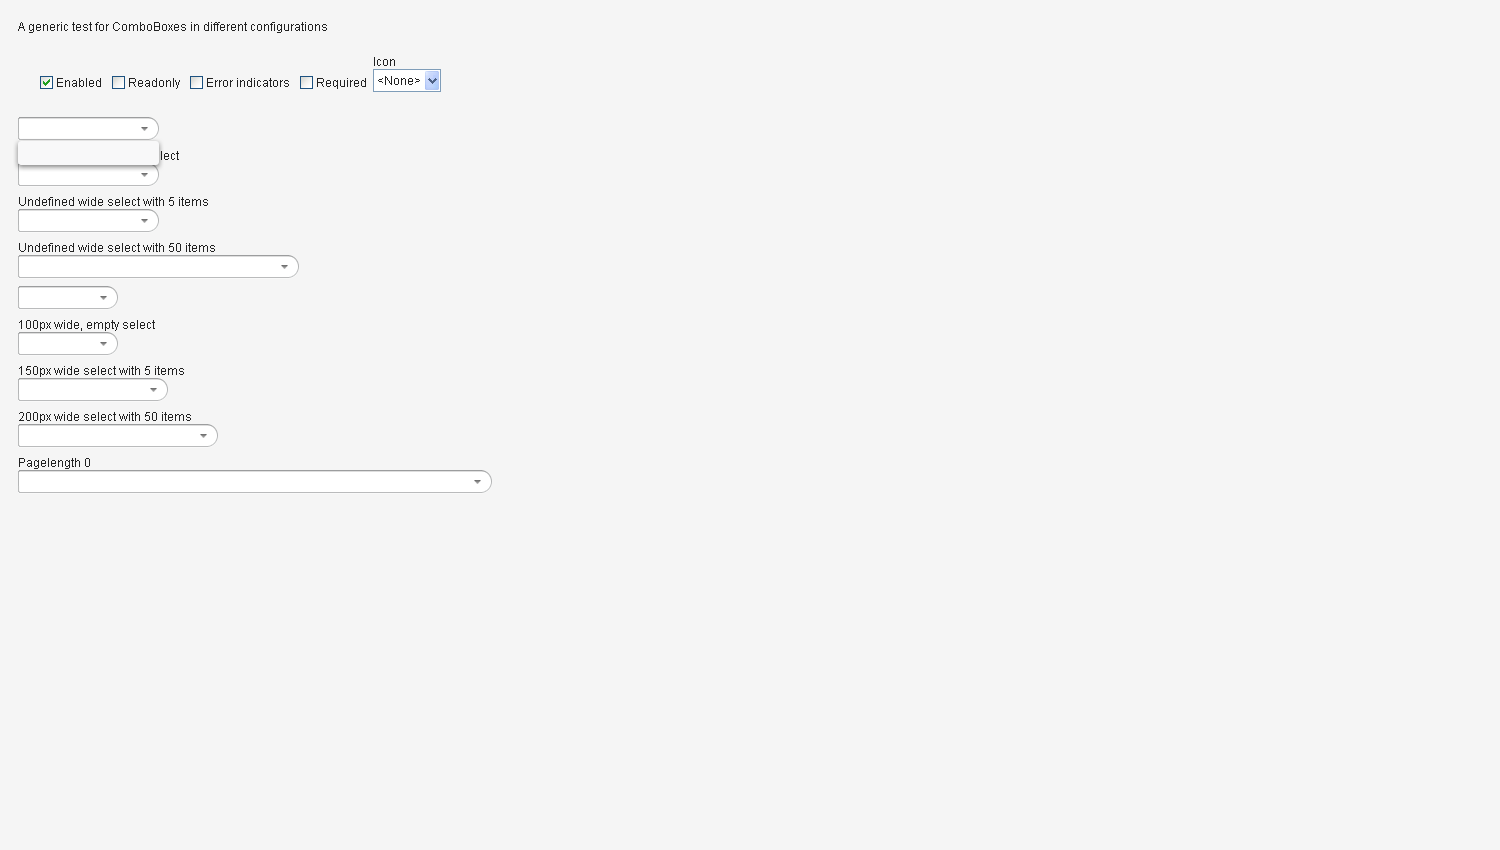 A generic test for ComboBoxes in different configurations
Icon
Enabled Readonly Error indicators Required <None>
Undefined wide select with 5 items
Undefined wide select with 50 items
100px wide, empty select
150px wide select with 5 items
200px wide select with 50 items
Pagelength 0